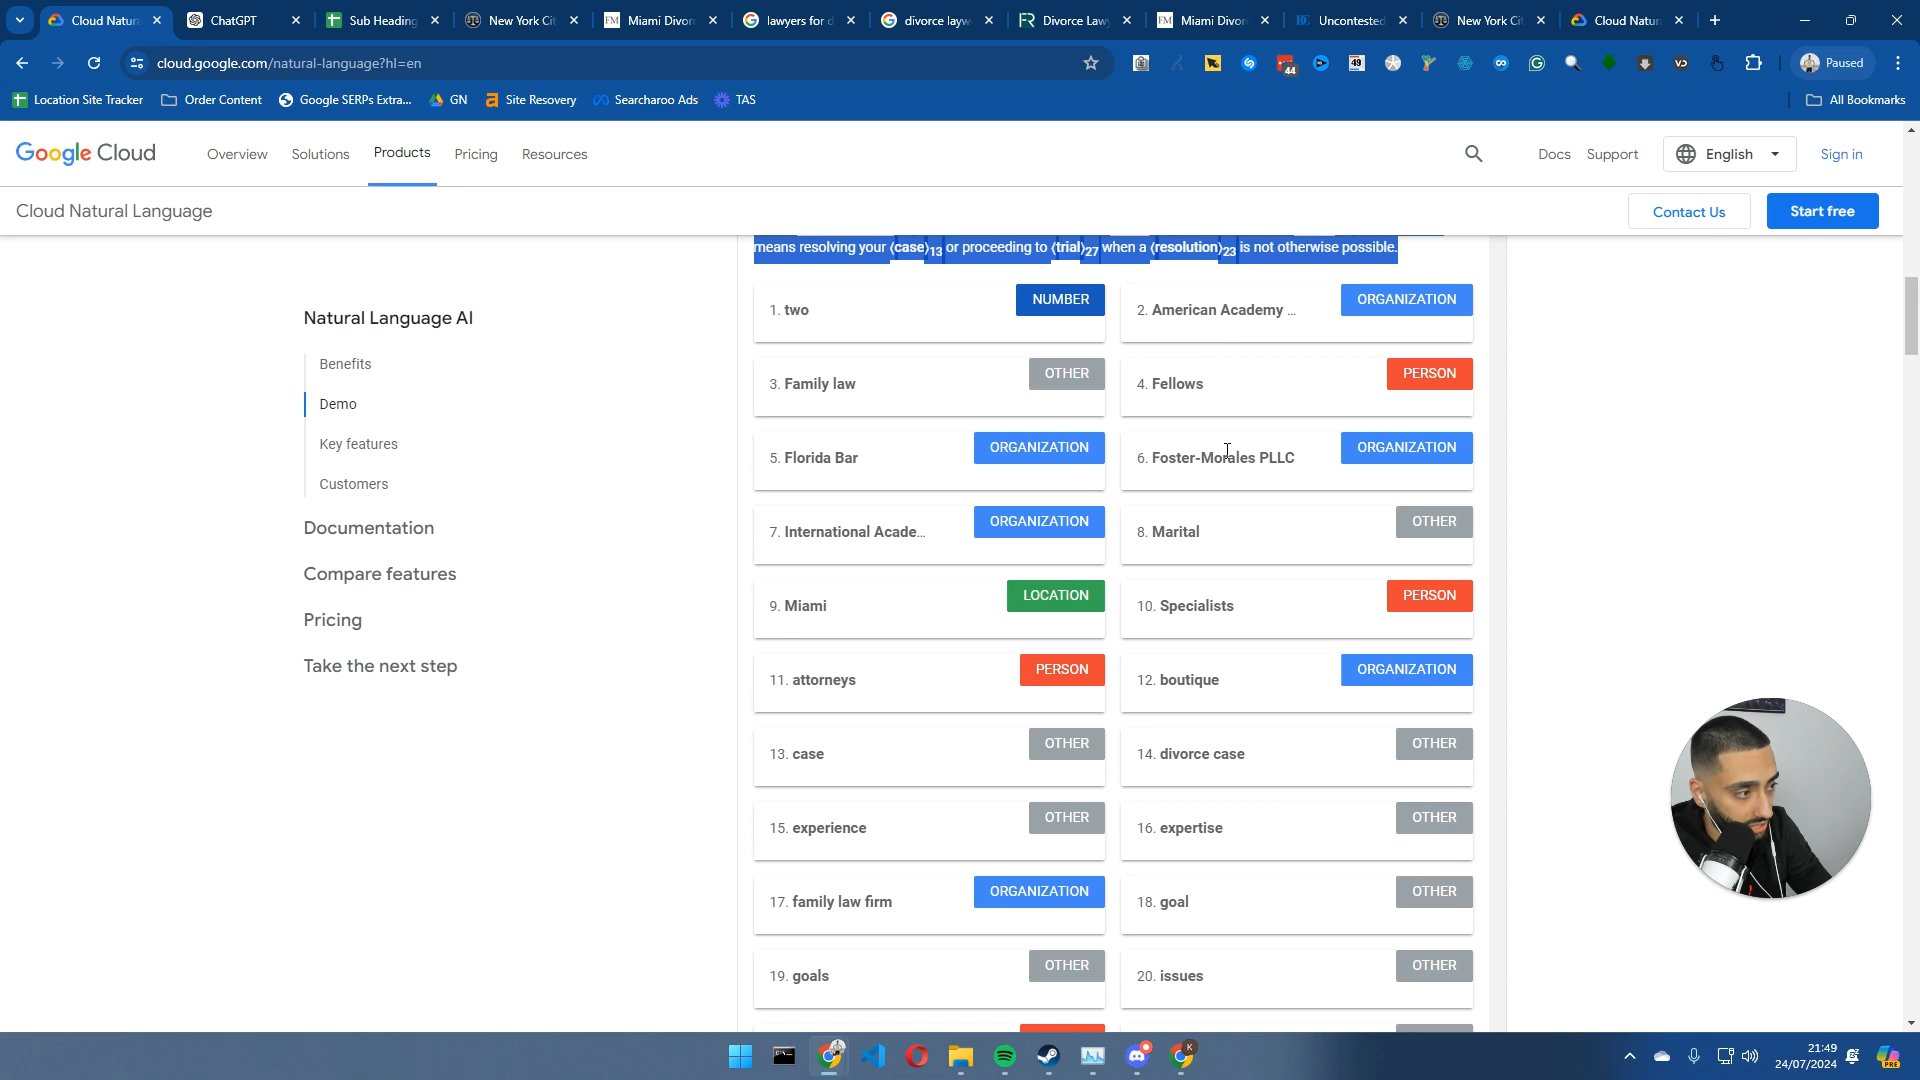 Cloud Natura
ChatGPT
Sub Heading
New York Cit
Miami Divor
lawyers for d
divorce layw
Divorce Law
Miami Divor
Uncontested
New York Cit
Cloud Natur
cloud.google.com/natural-language?hl=en
44
49
Paused
Location Site Tracker
Order Content
Google SERPs Extra...
GN
Site Recovery
Searcharoo Ads
TAS
All Bookmarks
Google Cloud
Overview
Solutions
Products
Pricing
Resources
Docs
Support
English
Sign in
Cloud Natural Language
Contact Us
Start free
means resolving your ⟨case⟩13 or proceeding to ⟨trial⟩27 when a ⟨resolution⟩23 is not otherwise possible.
Natural Language AI
Benefits
Demo
Key features
Customers
Documentation
Compare features
Pricing
Take the next step
1. two
NUMBER
2. American Academy ...
ORGANIZATION
3. Family law
OTHER
4. Fellows
PERSON
5. Florida Bar
ORGANIZATION
6. Foster-Morales PLLC
ORGANIZATION
7. International Acade...
ORGANIZATION
8. Marital
OTHER
9. Miami
LOCATION
10. Specialists
PERSON
11. attorneys
PERSON
12. boutique
ORGANIZATION
13. case
OTHER
14. divorce case
OTHER
15. experience
OTHER
16. expertise
OTHER
17. family law firm
ORGANIZATION
18. goal
OTHER
19. goals
OTHER
20. issues
OTHER
K
21:49
24/07/2024
PRE